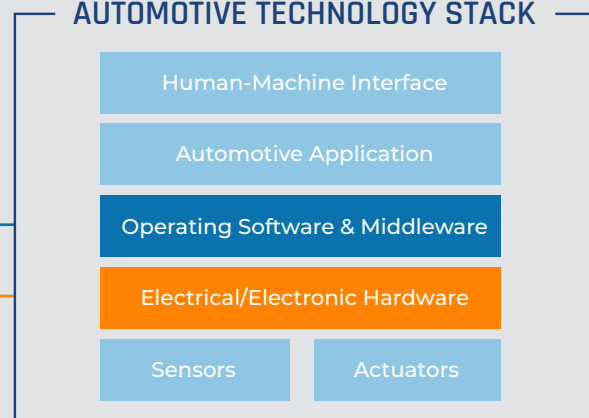 AUTOMOTIVE TECHNOLOGY STACK
Human-Machine Interface
Automotive Application
Operating Software & Middleware
Electrical/Electronic Hardware
Sensors
Actuators